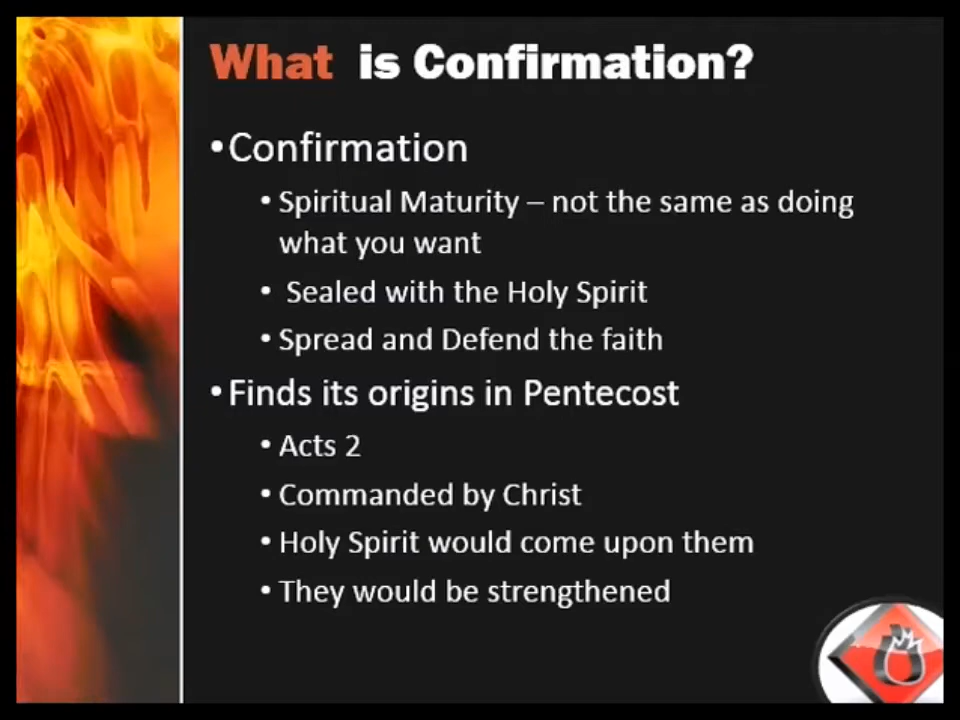 What is Confirmation?
•Confirmation
• Spiritual Maturity – not the same as doing
what you want
• Sealed with the Holy Spirit
• Spread and Defend the faith
•Finds its origins in Pentecost
• Acts 2
• Commanded by Christ
• Holy Spirit would come upon them
• They would be strengthened